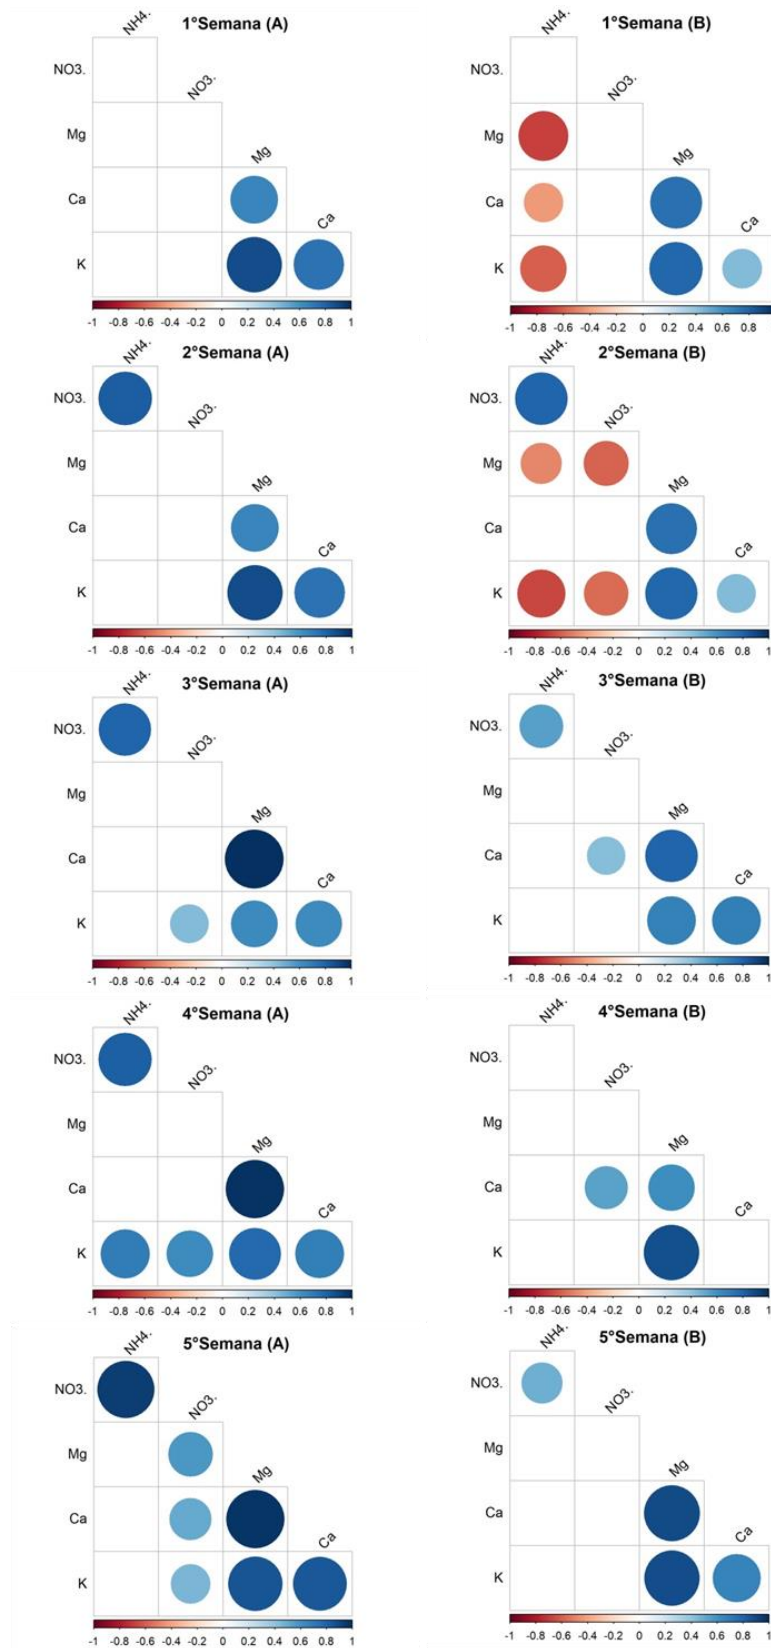 1°Semana (A)
NH4.
NO3.
NO3.
Mg
Mg
Ca
Ca
K
-1 -0.8 -0.6 -0.4 -0.2 0 0.2 0.4 0.6 0.8 1
1°Semana (B)
NH4.
NO3.
NO3.
Mg
Mg
Ca
Ca
K
-1 -0.8 -0.6 -0.4 -0.2 0 0.2 0.4 0.6 0.8
2°Semana (A)
NH4.
NO3.
NO3.
Mg
Mg
Ca
Ca
K
-1 -0.8 -0.6 -0.4 -0.2 0 0.2 0.4 0.6 0.8 1
2°Semana (B)
NH4.
NO3.
NO3.
Mg
Mg
Ca
Ca
K
-1 -0.8 -0.6 -0.4 -0.2 0 0.2 0.4 0.6 0.8 1
3°Semana (A)
NH4.
NO3.
NO3.
Mg
Mg
Ca
Ca
K
-1 -0.8 -0.6 -0.4 -0.2 0 0.2 0.4 0.6 0.8 1
3°Semana (B)
NH4.
NO3.
NO3.
Mg
Mg
Ca
Ca
K
-1 -0.8 -0.6 -0.4 -0.2 0 0.2 0.4 0.6 0.8 1
4°Semana (A)
NH4.
NO3.
NO3.
Mg
Mg
Ca
Ca
K
-1 -0.8 -0.6 -0.4 -0.2 0 0.2 0.4 0.6 0.8 1
4°Semana (B)
NH4.
NO3.
NO3.
Mg
Mg
Ca
Ca
K
-1 -0.8 -0.6 -0.4 -0.2 0 0.2 0.4 0.6 0.8 1
5°Semana (A)
NH4.
NO3.
NO3.
Mg
Mg
Ca
Ca
K
-1 -0.8 -0.6 -0.4 -0.2 0 0.2 0.4 0.6 0.8 1
5°Semana (B)
NH4.
NO3.
NO3.
Mg
Mg
Ca
Ca
K
-1 -0.8 -0.6 -0.4 -0.2 0 0.2 0.4 0.6 0.8 1